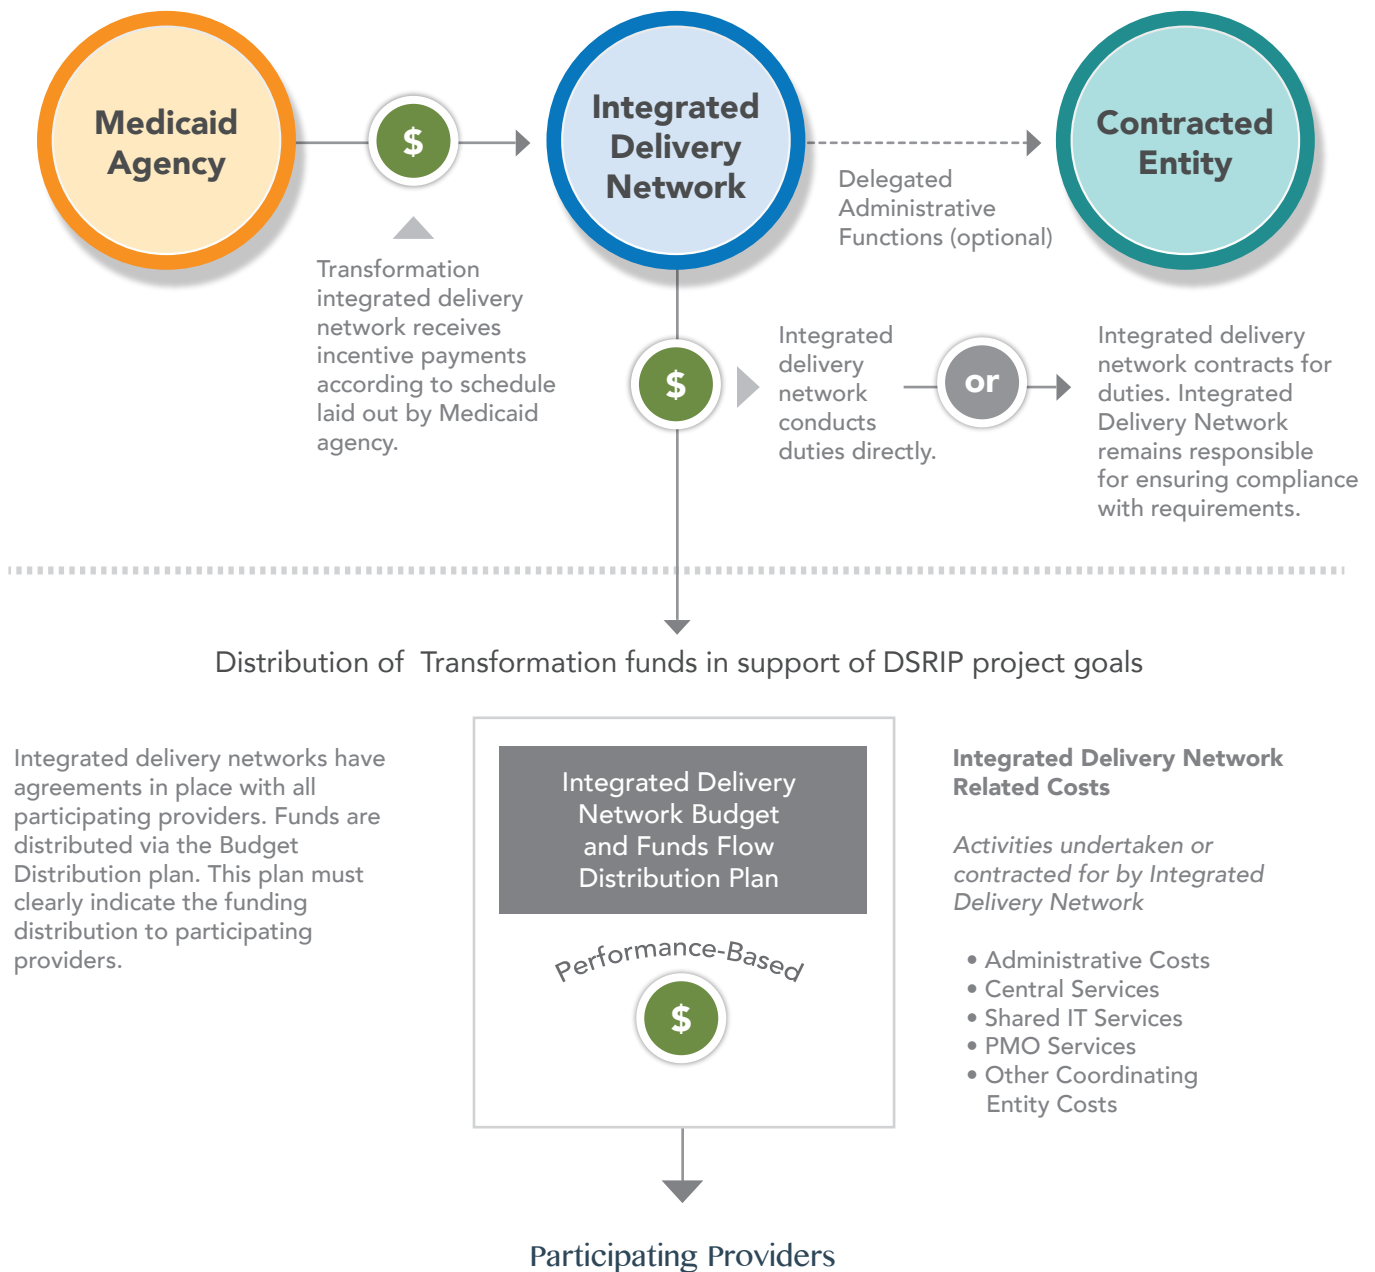 Medicaid
Agency
$
Integrated
Delivery
Network
Contracted
Entity
Delegated
Administrative
Functions (optional)
Transformation
integrated delivery
network receives
incentive payments
according to schedule
laid out by Medicaid
agency.
$
Integrated
delivery
network
conducts
duties directly.
or
Integrated delivery
network contracts for
duties. Integrated
Delivery Network
remains responsible
for ensuring compliance
with requirements.
Distribution of Transformation funds in support of DSRIP project goals
Integrated delivery networks have
agreements in place with all
participating providers. Funds are
distributed via the Budget
Distribution plan. This plan must
clearly indicate the funding
distribution to participating
providers.
Integrated Delivery
Network Budget
and Funds Flow
Distribution Plan
Performance-Based
$
Integrated Delivery Network
Related Costs
Activities undertaken or
contracted for by Integrated
Delivery Network
• Administrative Costs
• Central Services
• Shared IT Services
• PMO Services
• Other Coordinating
Entity Costs
Participating Providers